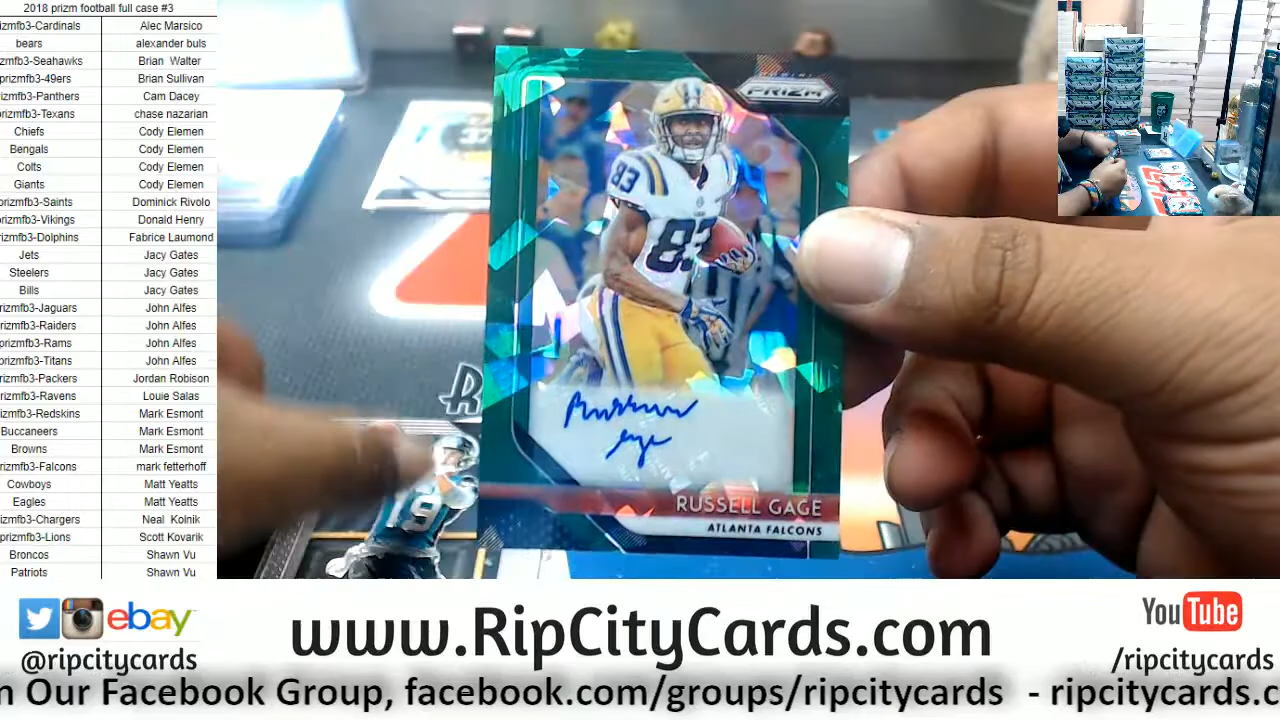 2018 prizm football full case #3
izmfb3-Cardinals Alec Marsico
bears alexander buls
izmfb3-Seahawks Brian Walter
prizmfb3-49ers Brian Sullivan
rizmfb3-Panthers Cam Dacey
prizmfb3-Texans chase nazarian
Chiefs Cody Elemen
Bengals Cody Elemen
Colts Cody Elemen
Giants Cody Elemen
rizmfb3-Saints Dominick Rivolo
rizmfb3-Vikings Donald Henry
rizmfb3-Dolphins Fabrice Laumond
Jets Jacy Gates
Steelers Jacy Gates
Bills Jacy Gates
rizmfb3-Jaguars John Alfes
rizmfb3-Raiders John Alfes
prizmfb3-Rams John Alfes
prizmfb3-Titans John Alfes
rizmfb3-Packers Jordan Robison
rizmfb3-Ravens Louie Salas
izmfb3-Redskins Mark Esmont
Buccaneers Mark Esmont
Browns Mark Esmont
rizmfb3-Falcons mark fetterhoff
Cowboys Matt Yeatts
Eagles Matt Yeatts
izmfb3-Chargers Neal Kolnik
prizmfb3-Lions Scott Kovarik
Broncos Shawn Vu
Patriots Shawn Vu
PRIZM
83
83
RUSSELL GAGE
ATLANTA FALCONS
37
R
19
ebay
@ripcitycards
www.RipCityCards.com
YouTube
/ripcitycards
n Our Facebook Group, facebook.com/groups/ripcitycards - ripcitycards.c